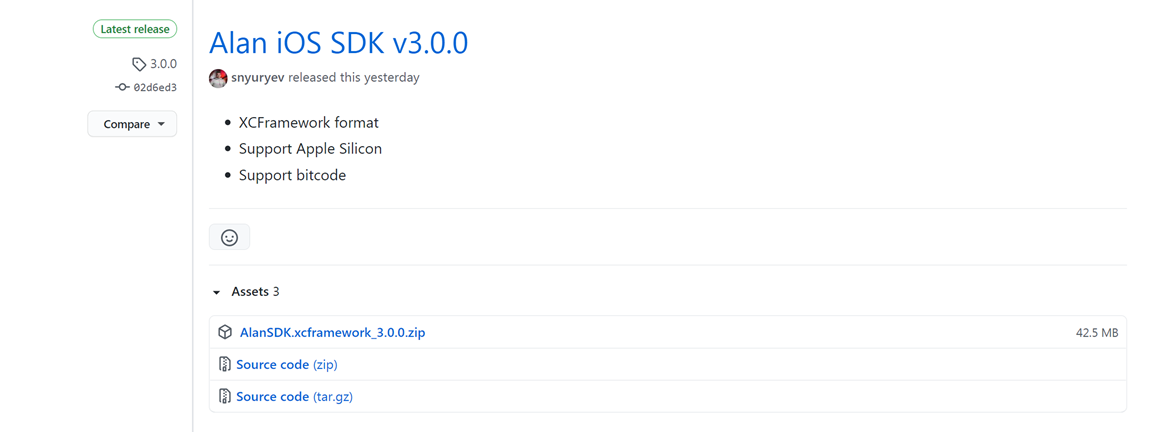 Latest release
3.0.0
02d6ed3
Compare
Alan iOS SDK v3.0.0
snyuryev released this yesterday
XCFramework format
Support Apple Silicon
Support bitcode
Assets 3
AlanSDK.xcframework_3.0.0.zip 42.5 MB
Source code (zip)
Source code (tar.gz)